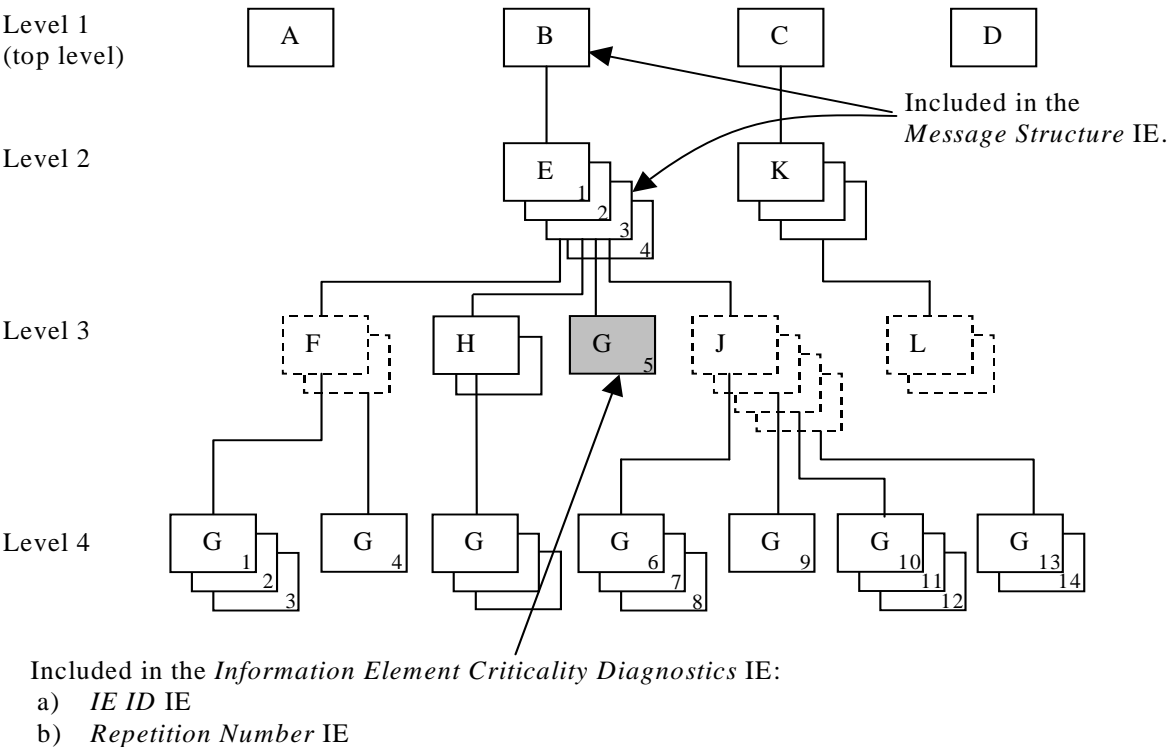 Level 1
(top level)
A
B
C
D
Included in the
Message Structure IE.
Level 2
E
1
2
3
4
K
Level 3
F
H
G
5
J
L
Level 4
G
1
2
3
G
4
G
G
6
7
8
G
9
G
10
11
12
G
13
14
Included in the Information Element Criticality Diagnostics IE:
a) IE ID IE
b) Repetition Number IE